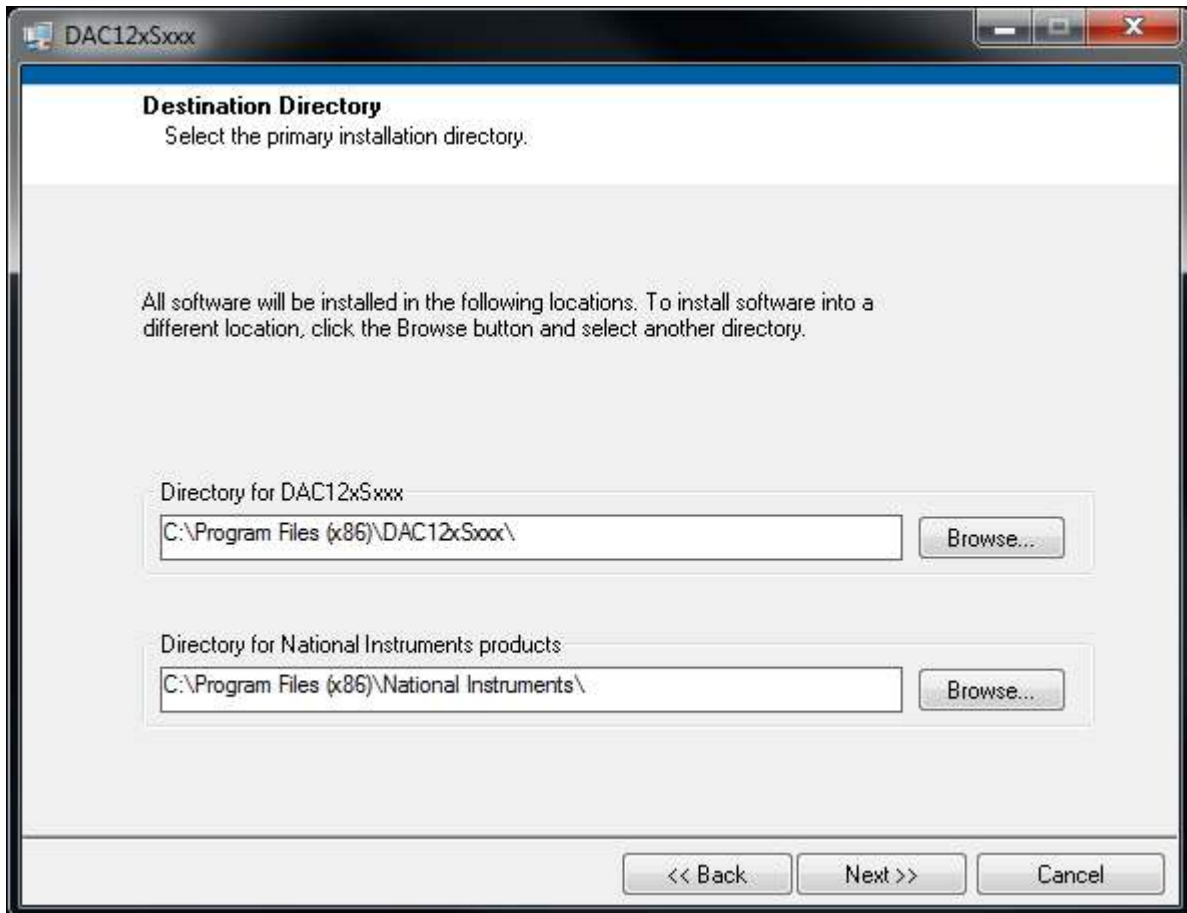 DAC12xSxxx
Destination Directory
Select the primary installation directory.
All software will be installed in the following locations. To install software into a
different location, click the Browse button and select another directory.
Directory for DAC12xSxxx
C:\Program Files (x86)\DAC12xSxxx\
Browse...
Directory for National Instruments products
C:\Program Files (x86)\National Instruments\
Browse...
<< Back
Next >>
Cancel